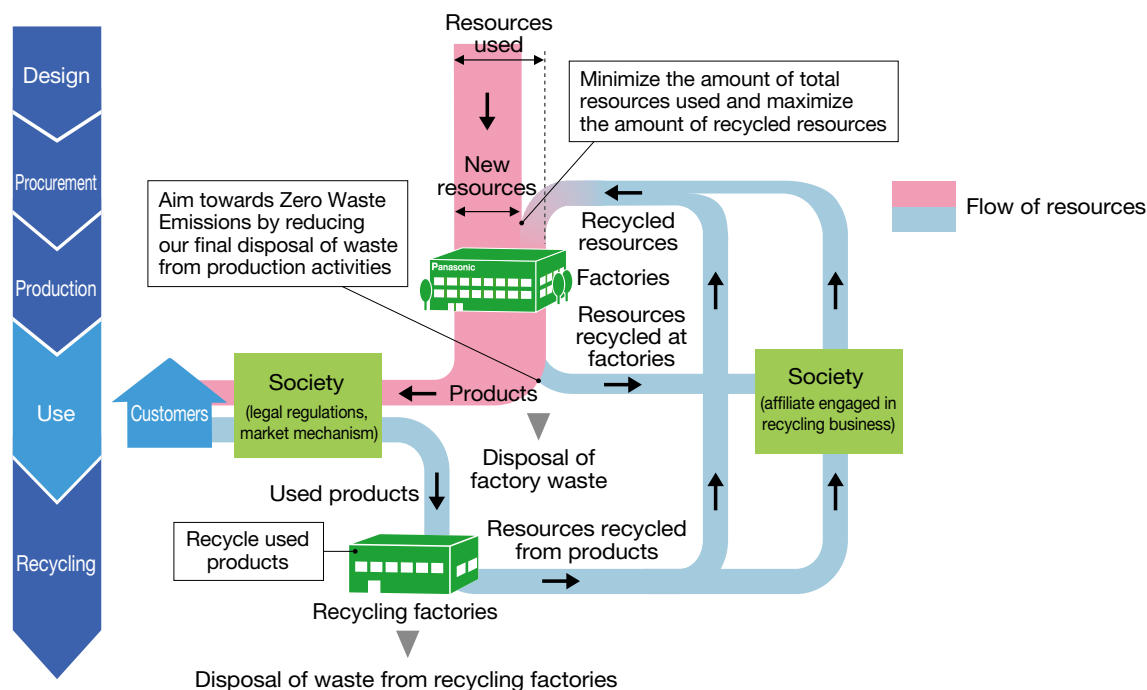 Design
Procurement
Production
Use
Recycling
Resources
used
Minimize the amount of total
resources used and maximize
the amount of recycled resources
New
resources
Aim towards Zero Waste
Emissions by reducing
our final disposal of waste
from production activities
Recycled
resources
Flow of resources
Panasonic
Factories
Resources
recycled at
factories
Customers
Society
(legal regulations,
market mechanism)
Products
Society
(affiliate engaged in
recycling business)
Disposal of
factory waste
Used products
Recycle used
products
Resources recycled
from products
Recycling factories
Disposal of waste from recycling factories